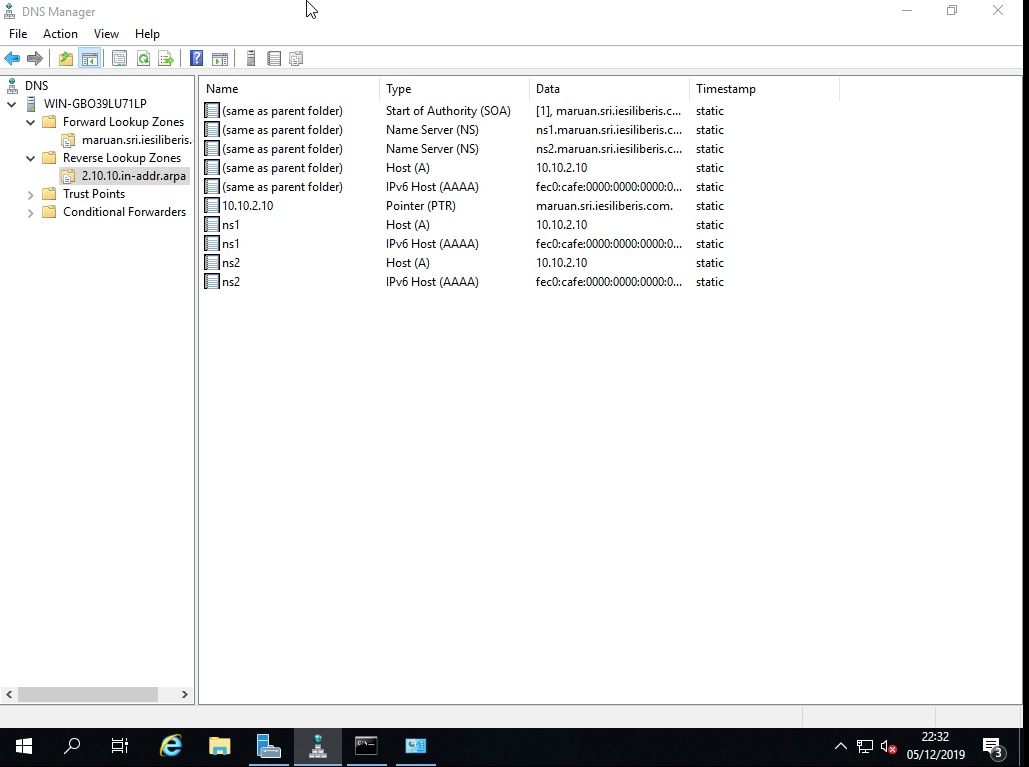 DNS Manager
File Action View Help
DNS
WIN-GBO39LU71LP
Forward Lookup Zones
maruan.sri.iesiliberis.
Reverse Lookup Zones
2.10.10.in-addr.arpa
Trust Points
Conditional Forwarders
Name Type Data Timestamp
(same as parent folder) Start of Authority (SOA) [1], maruan.sri.iesiliberis.c... static
(same as parent folder) Name Server (NS) ns1.maruan.sri.iesiliberis.c... static
(same as parent folder) Name Server (NS) ns2.maruan.sri.iesiliberis.c... static
(same as parent folder) Host (A) 10.10.2.10 static
(same as parent folder) IPv6 Host (AAAA) fec0:cafe:0000:0000:0000:0... static
10.10.2.10 Pointer (PTR) maruan.sri.iesiliberis.com. static
ns1 Host (A) 10.10.2.10 static
ns1 IPv6 Host (AAAA) fec0:cafe:0000:0000:0000:0... static
ns2 Host (A) 10.10.2.10 static
ns2 IPv6 Host (AAAA) fec0:cafe:0000:0000:0000:0... static
22:32
05/12/2019
3